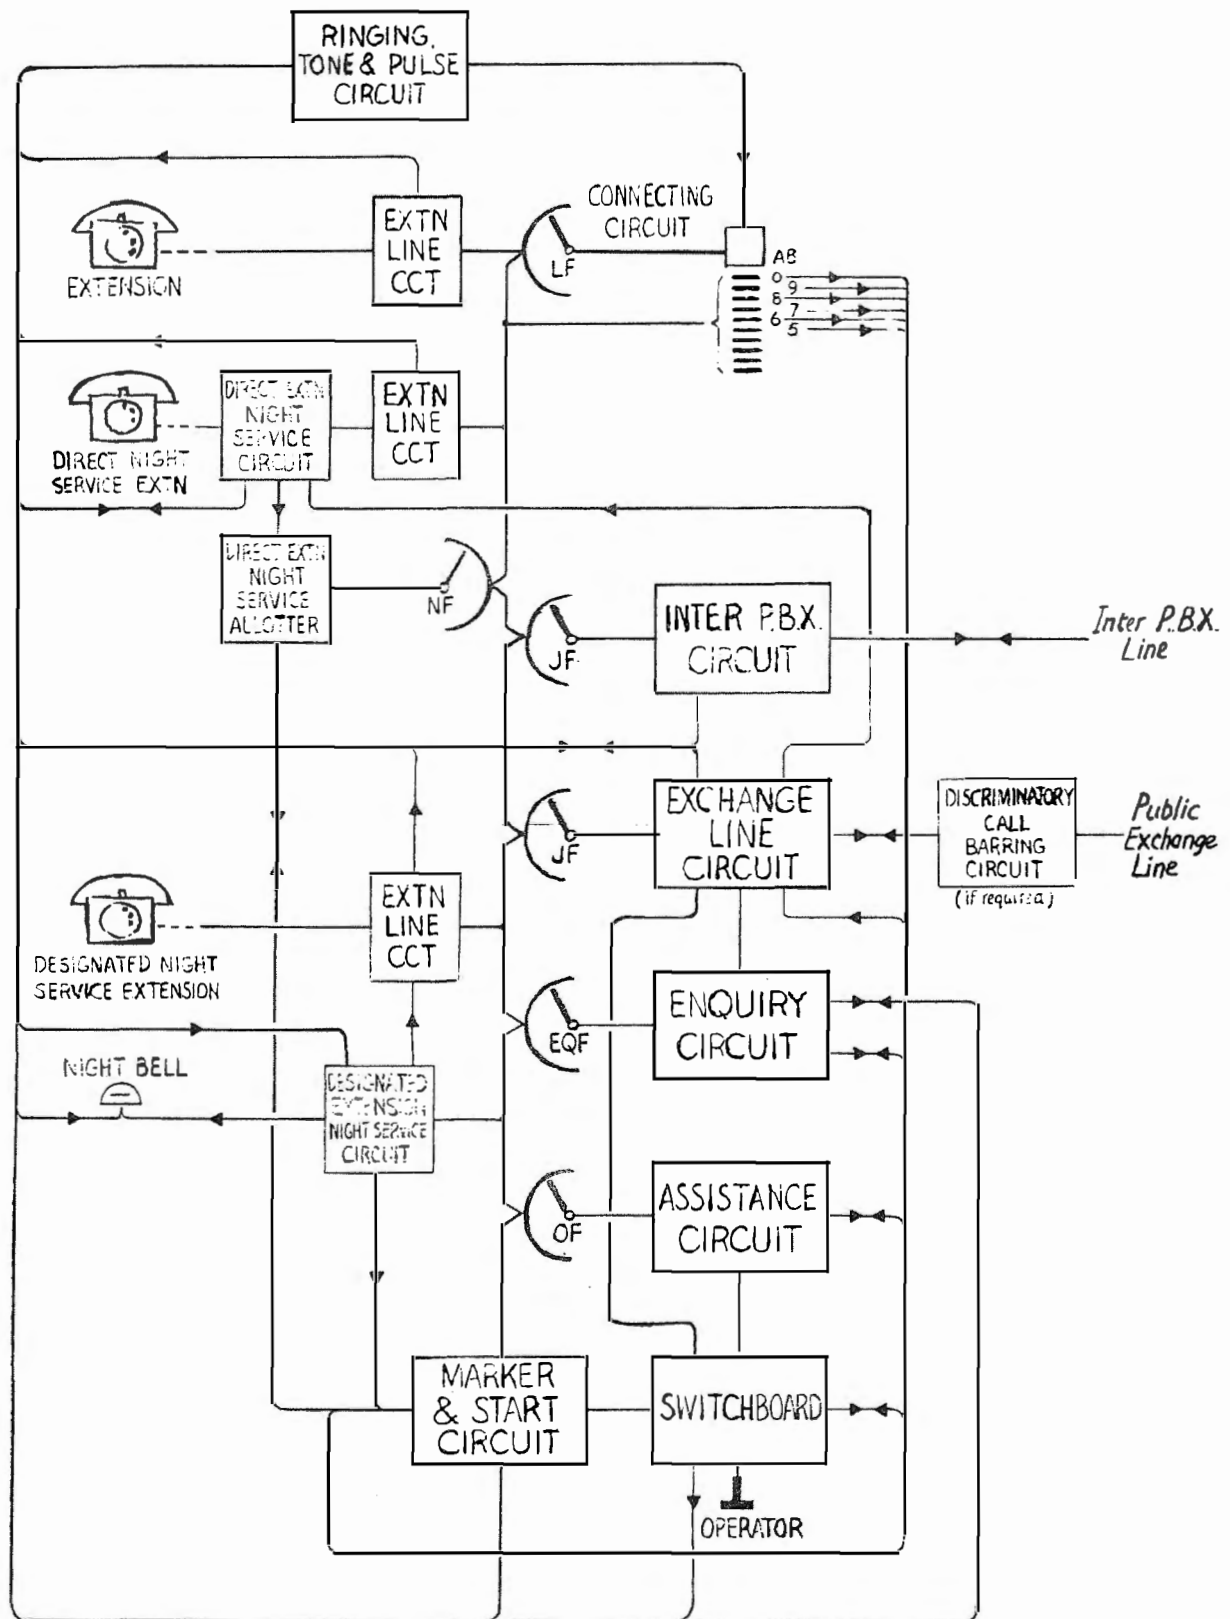 RINGING,
TONE & PULSE
CIRCUIT
EXTENSION
EXTN
LINE
CCT
LF
CONNECTING
CIRCUIT
AB
0
9
8
7
6
5
DIRECT NIGHT
SERVICE EXTN
DIRECT EXTN
NIGHT
SERVICE
CIRCUIT
EXTN
LINE
CCT
DIRECT EXTN
NIGHT
SERVICE
ALLOTTER
NF
JF
INTER P.B.X.
CIRCUIT
Inter P.B.X.
Line
JF
EXCHANGE
LINE
CIRCUIT
DISCRIMINATORY
CALL
BARRING
CIRCUIT
(if required)
Public
Exchange
Line
DESIGNATED NIGHT
SERVICE EXTENSION
EXTN
LINE
CCT
EQF
ENQUIRY
CIRCUIT
NIGHT BELL
DESIGNATED
EXTENSION
NIGHT SERVICE
CIRCUIT
OF
ASSISTANCE
CIRCUIT
MARKER
& START
CIRCUIT
SWITCHBOARD
OPERATOR